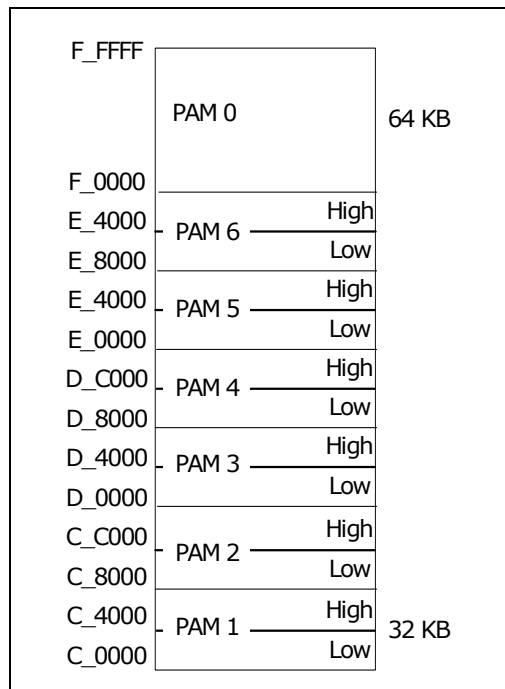 F_FFFF
PAM 0
64 KB
F_0000
E_4000
PAM 6
High
Low
E_8000
E_4000
PAM 5
High
Low
E_0000
D_C000
PAM 4
High
Low
D_8000
D_4000
PAM 3
High
Low
D_0000
C_C000
PAM 2
High
Low
C_8000
C_4000
PAM 1
High
Low
32 KB
C_0000